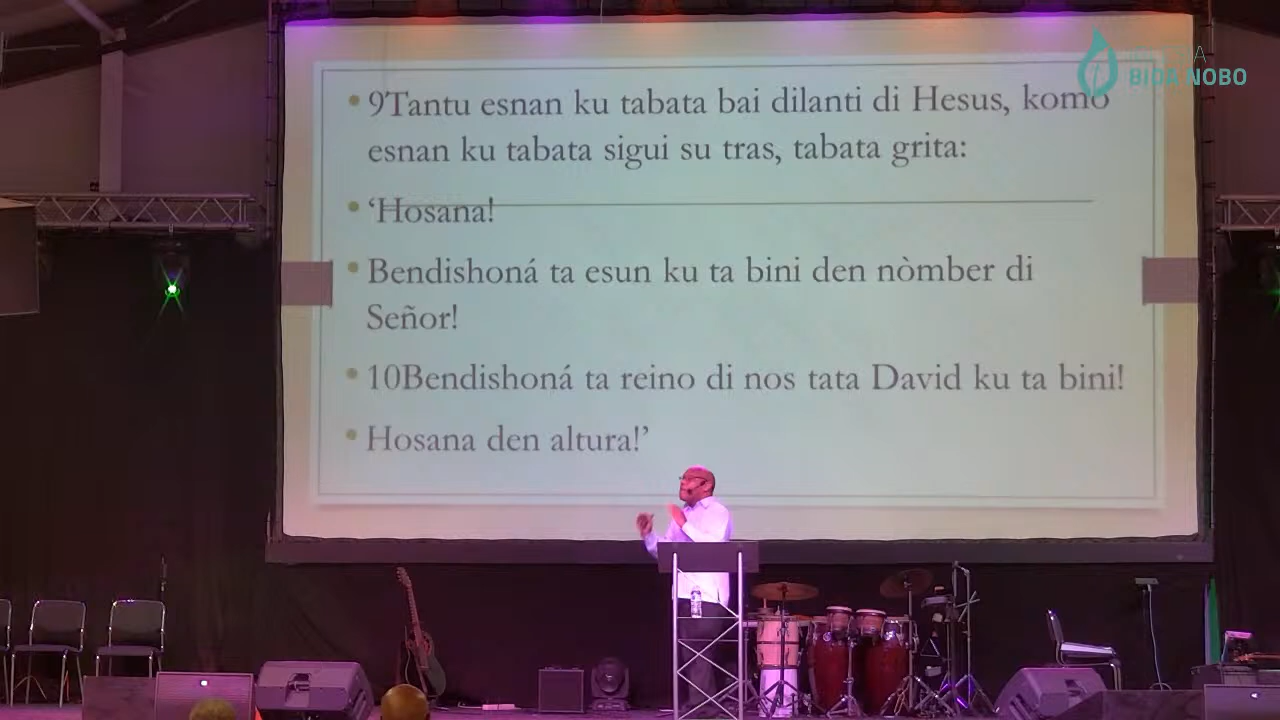 BIDA NOBO
• 9Tantu esnan ku tabata bai dilanti di Hesus, komo
esnan ku tabata sigui su tras, tabata grita:
• ‘Hosana!
• Bendishoná ta esun ku ta bini den nòmber di
Señor!
• 10Bendishoná ta reino di nos tata David ku ta bini!
• Hosana den altura!’